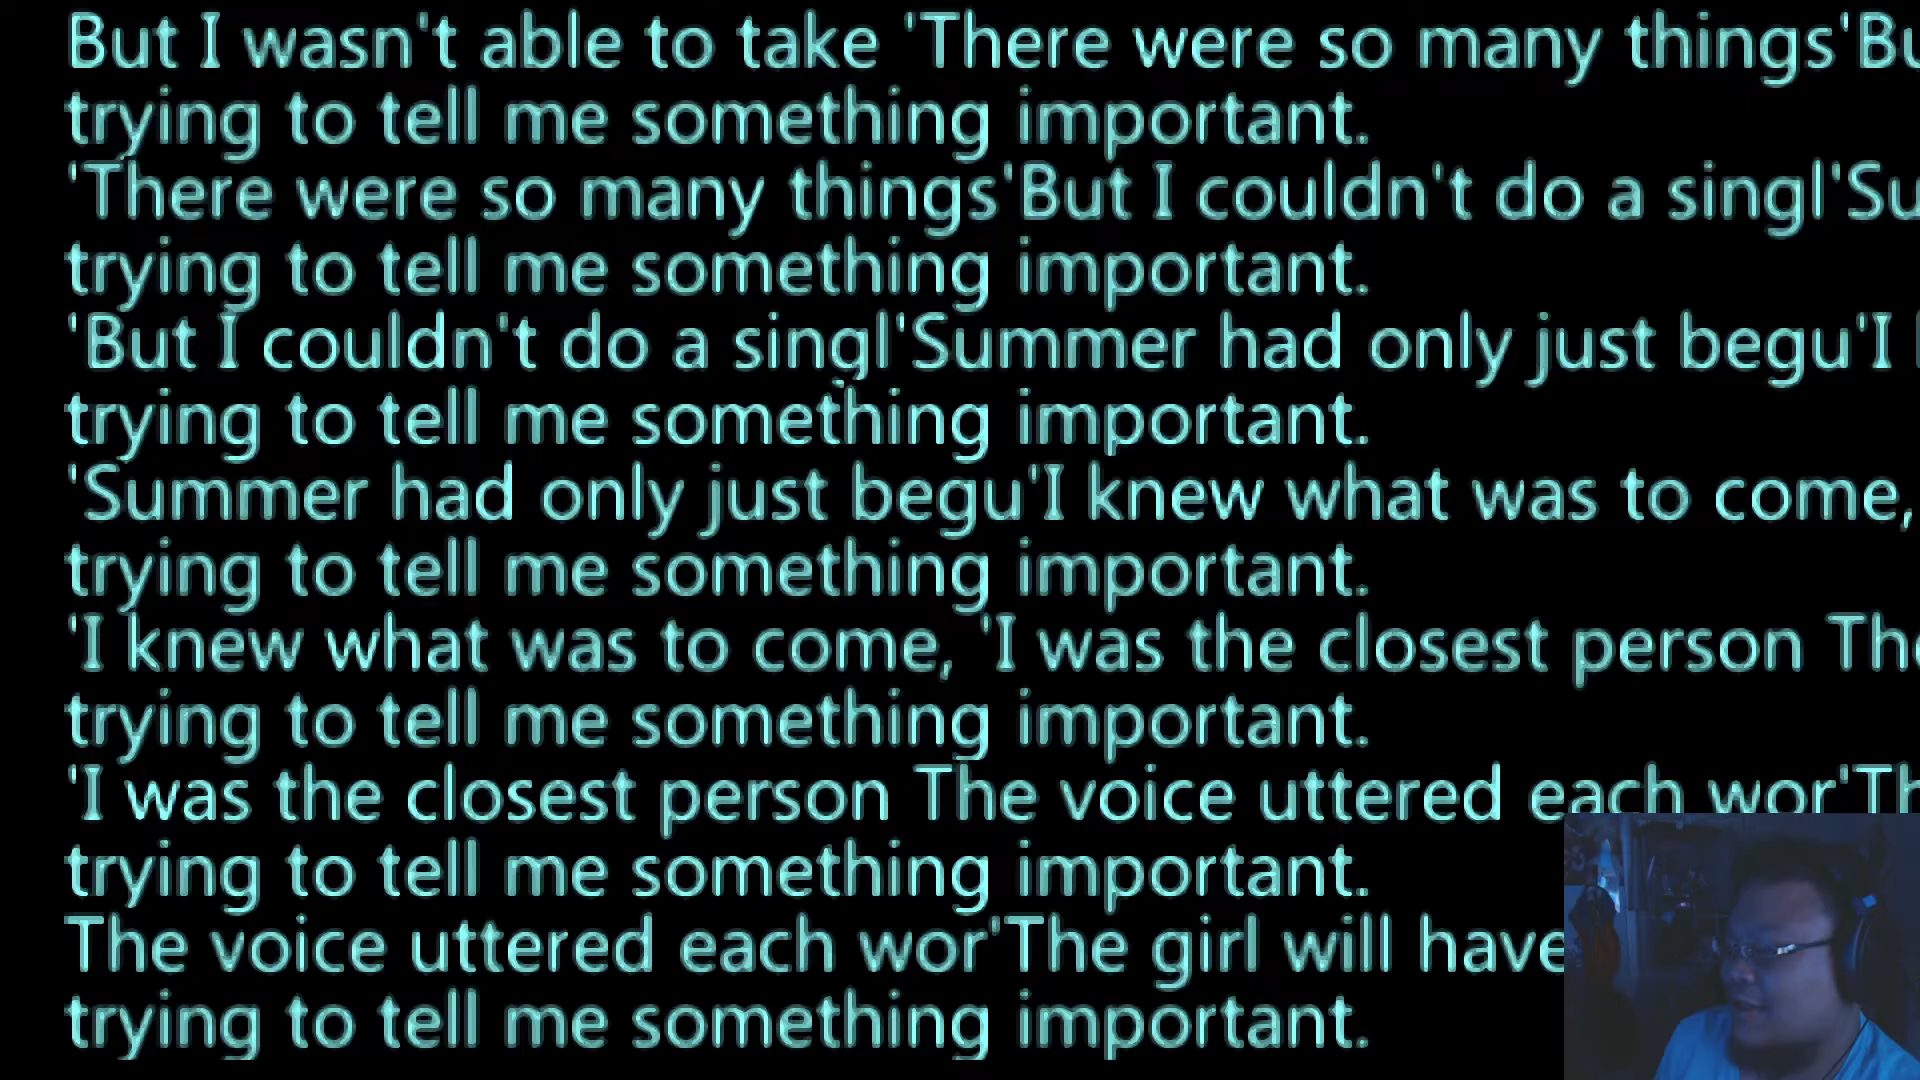 But I wasn't able to take 'There were so many things'Bu
trying to tell me something important.
'There were so many things'But I couldn't do a singl'Su
trying to tell me something important.
'But I couldn't do a singl'Summer had only just begu'I
trying to tell me something important.
'Summer had only just begu'I knew what was to come,
trying to tell me something important.
'I knew what was to come, 'I was the closest person The
trying to tell me something important.
'I was the closest person The voice uttered each wor'Th
trying to tell me something important.
The voice uttered each wor'The girl will have
trying to tell me something important.